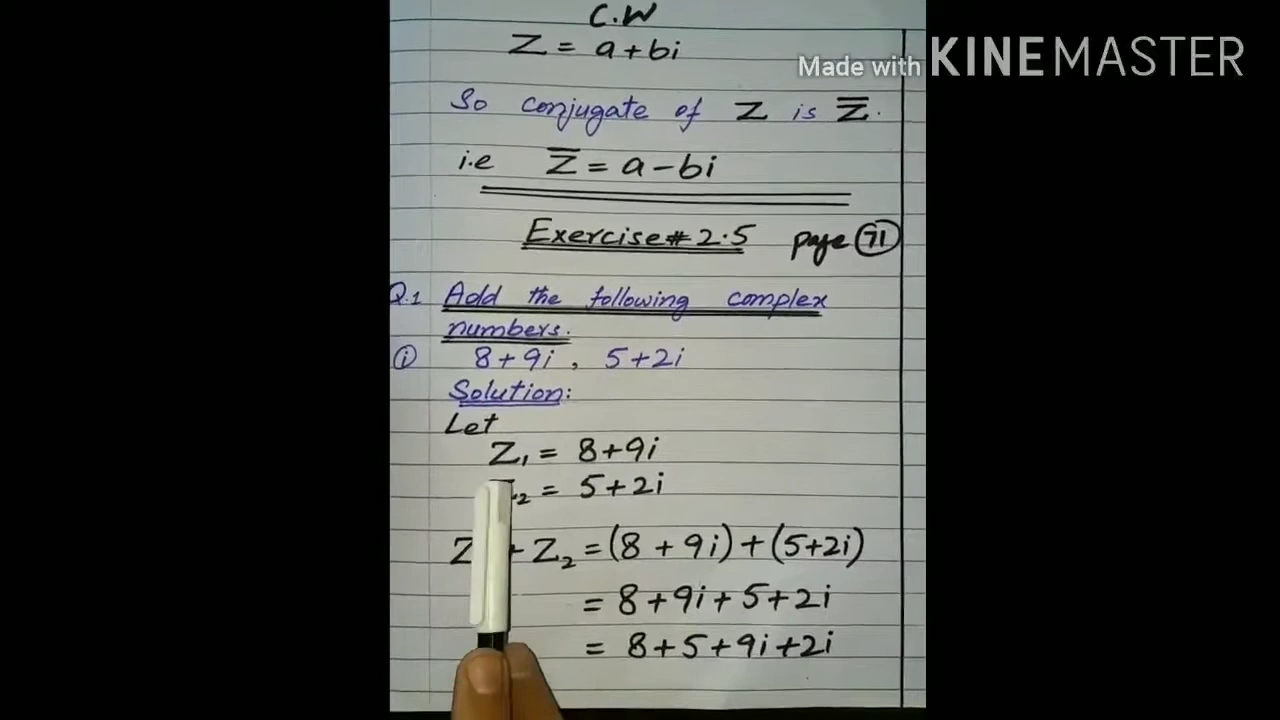 C.W
Z = a + bi
Made with KINEMASTER
So conjugate of Z is Z̅.
i.e Z̅ = a - bi
Exercise# 2.5 page 71
Q.1 Add the following complex
numbers.
i 8+9i , 5+2i
Solution:
Let
Z₁ = 8+9i
₂ = 5+2i
Z + Z₂ = (8 + 9i) + (5+2i)
= 8+9i+5+2i
= 8+5+9i+2i